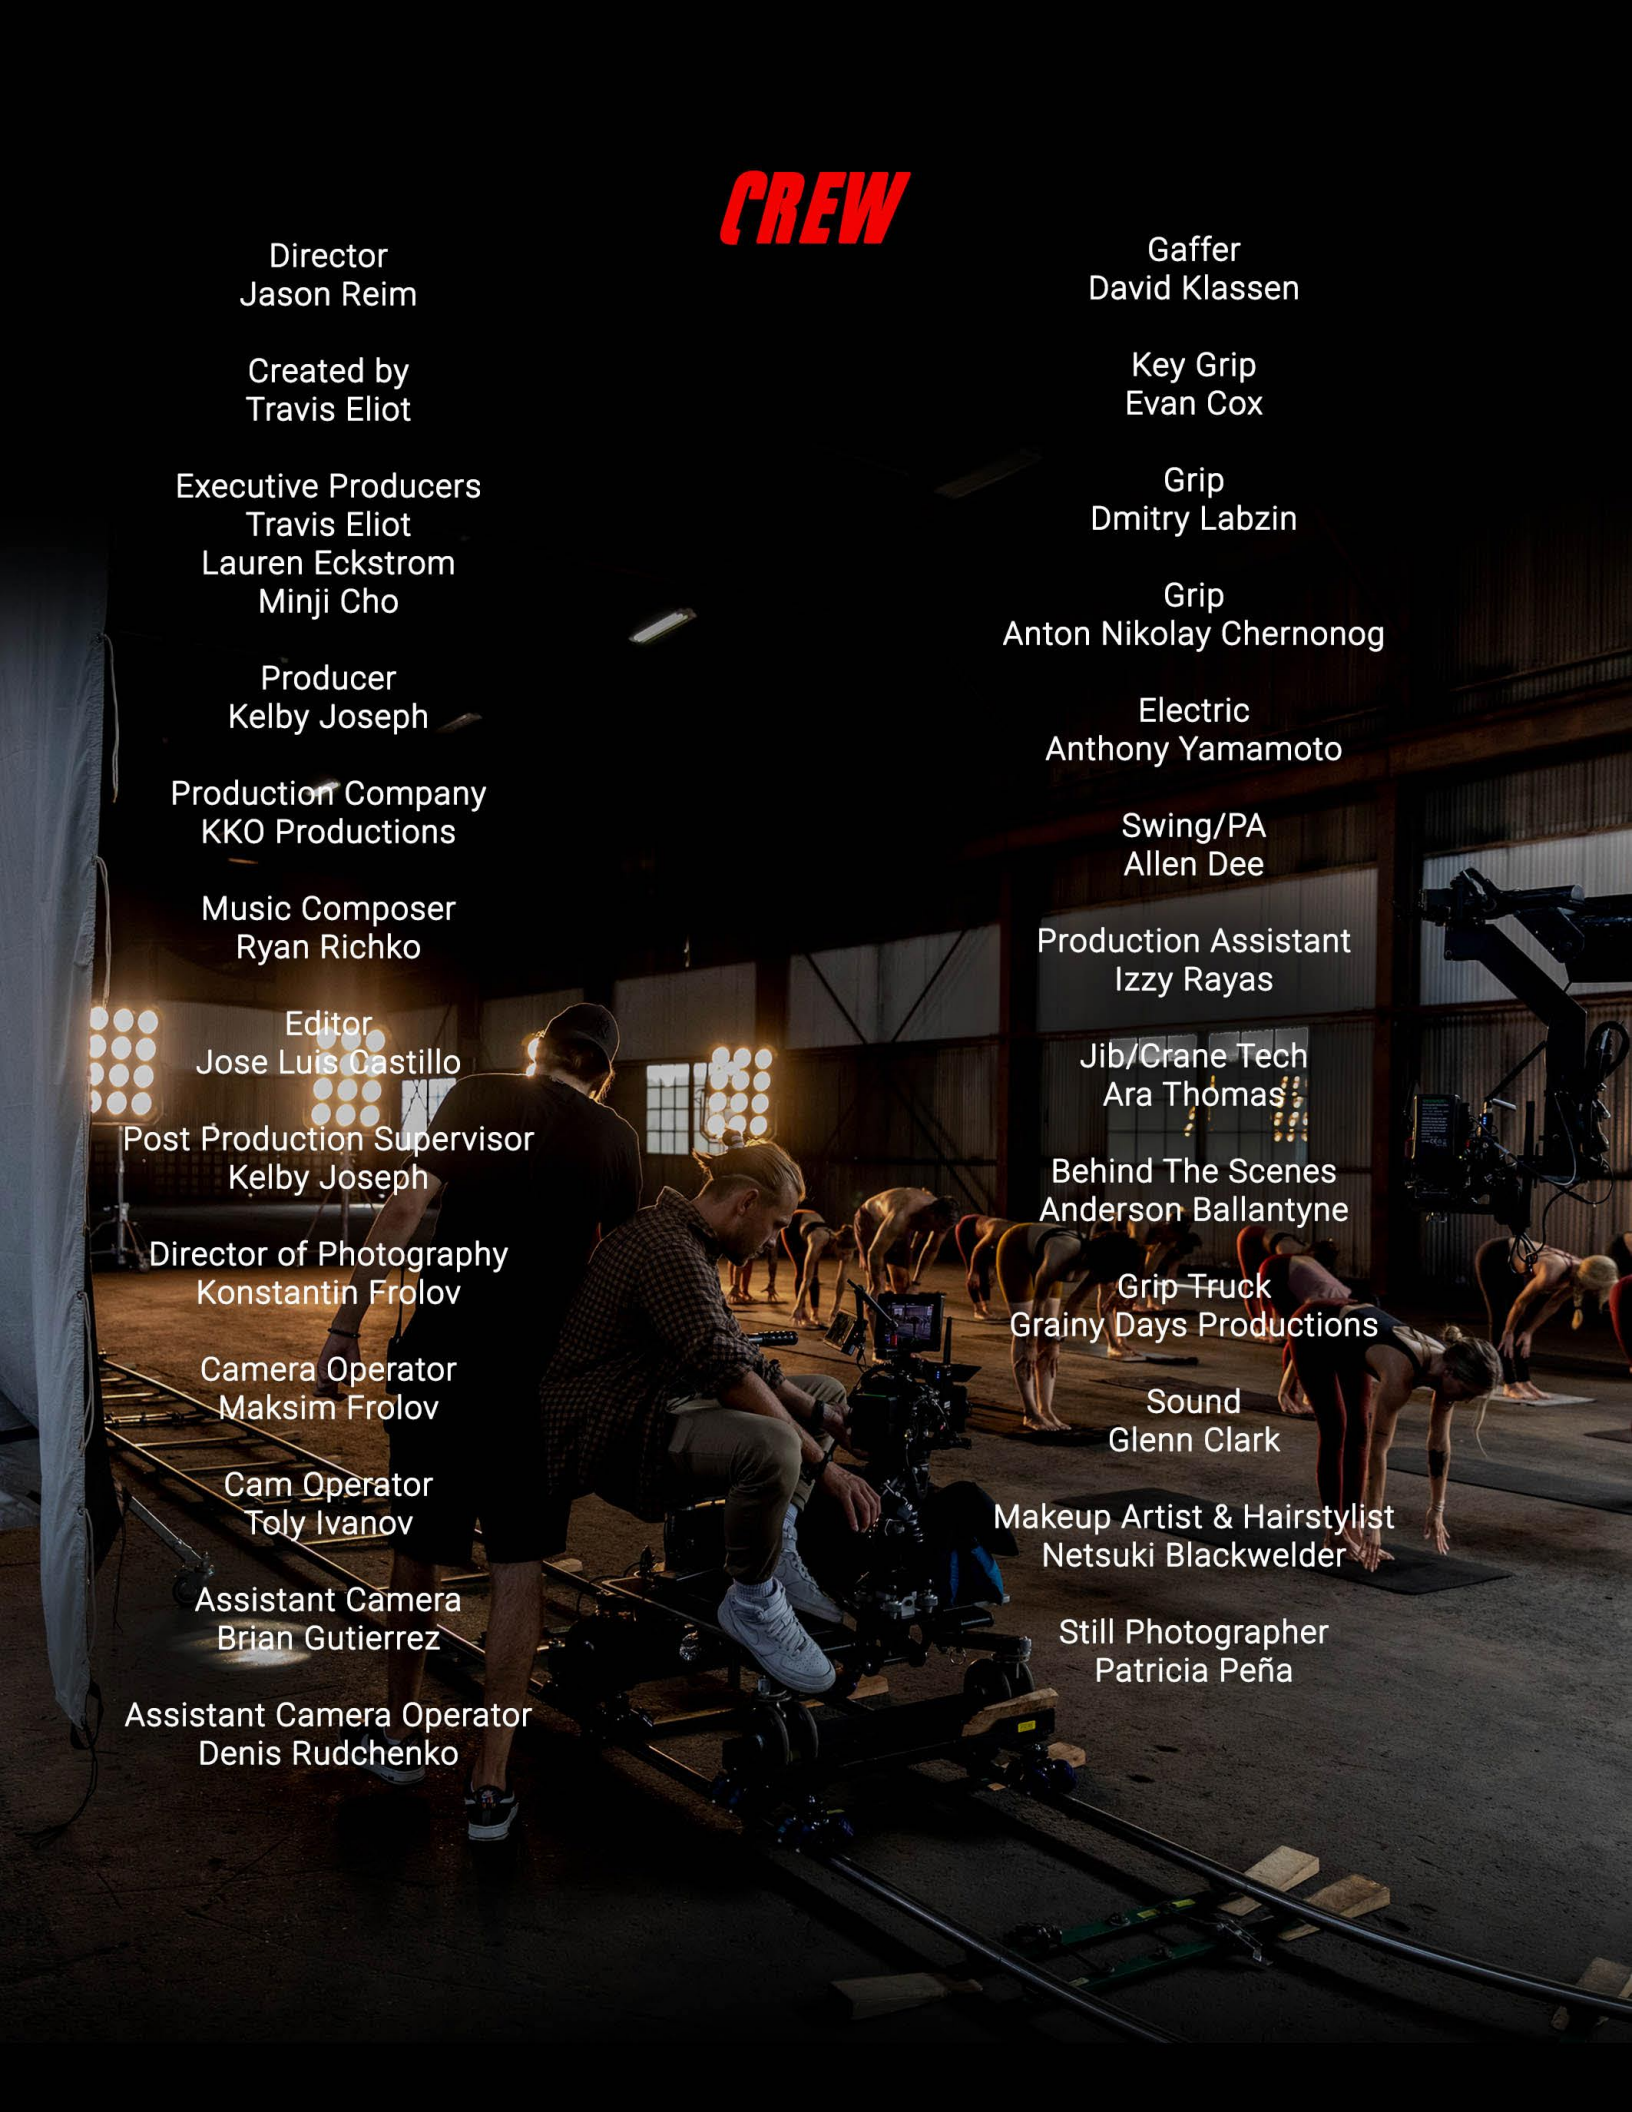 CREW
Director
Jason Reim
Created by
Travis Eliot
Executive Producers
Travis Eliot
Lauren Eckstrom
Minji Cho
Producer
Kelby Joseph
Production Company
KKO Productions
Music Composer
Ryan Richko
Editor
Jose Luis Castillo
Post Production Supervisor
Kelby Joseph
Director of Photography
Konstantin Frolov
Camera Operator
Maksim Frolov
Cam Operator
Toly Ivanov
Assistant Camera
Brian Gutierrez
Assistant Camera Operator
Denis Rudchenko
Gaffer
David Klassen
Key Grip
Evan Cox
Grip
Dmitry Labzin
Grip
Anton Nikolay Chernonog
Electric
Anthony Yamamoto
Swing/PA
Allen Dee
Production Assistant
Izzy Rayas
Jib/Crane Tech
Ara Thomas
Behind The Scenes
Anderson Ballantyne
Grip Truck
Grainy Days Productions
Sound
Glenn Clark
Makeup Artist & Hairstylist
Netsuki Blackwelder
Still Photographer
Patricia Peña